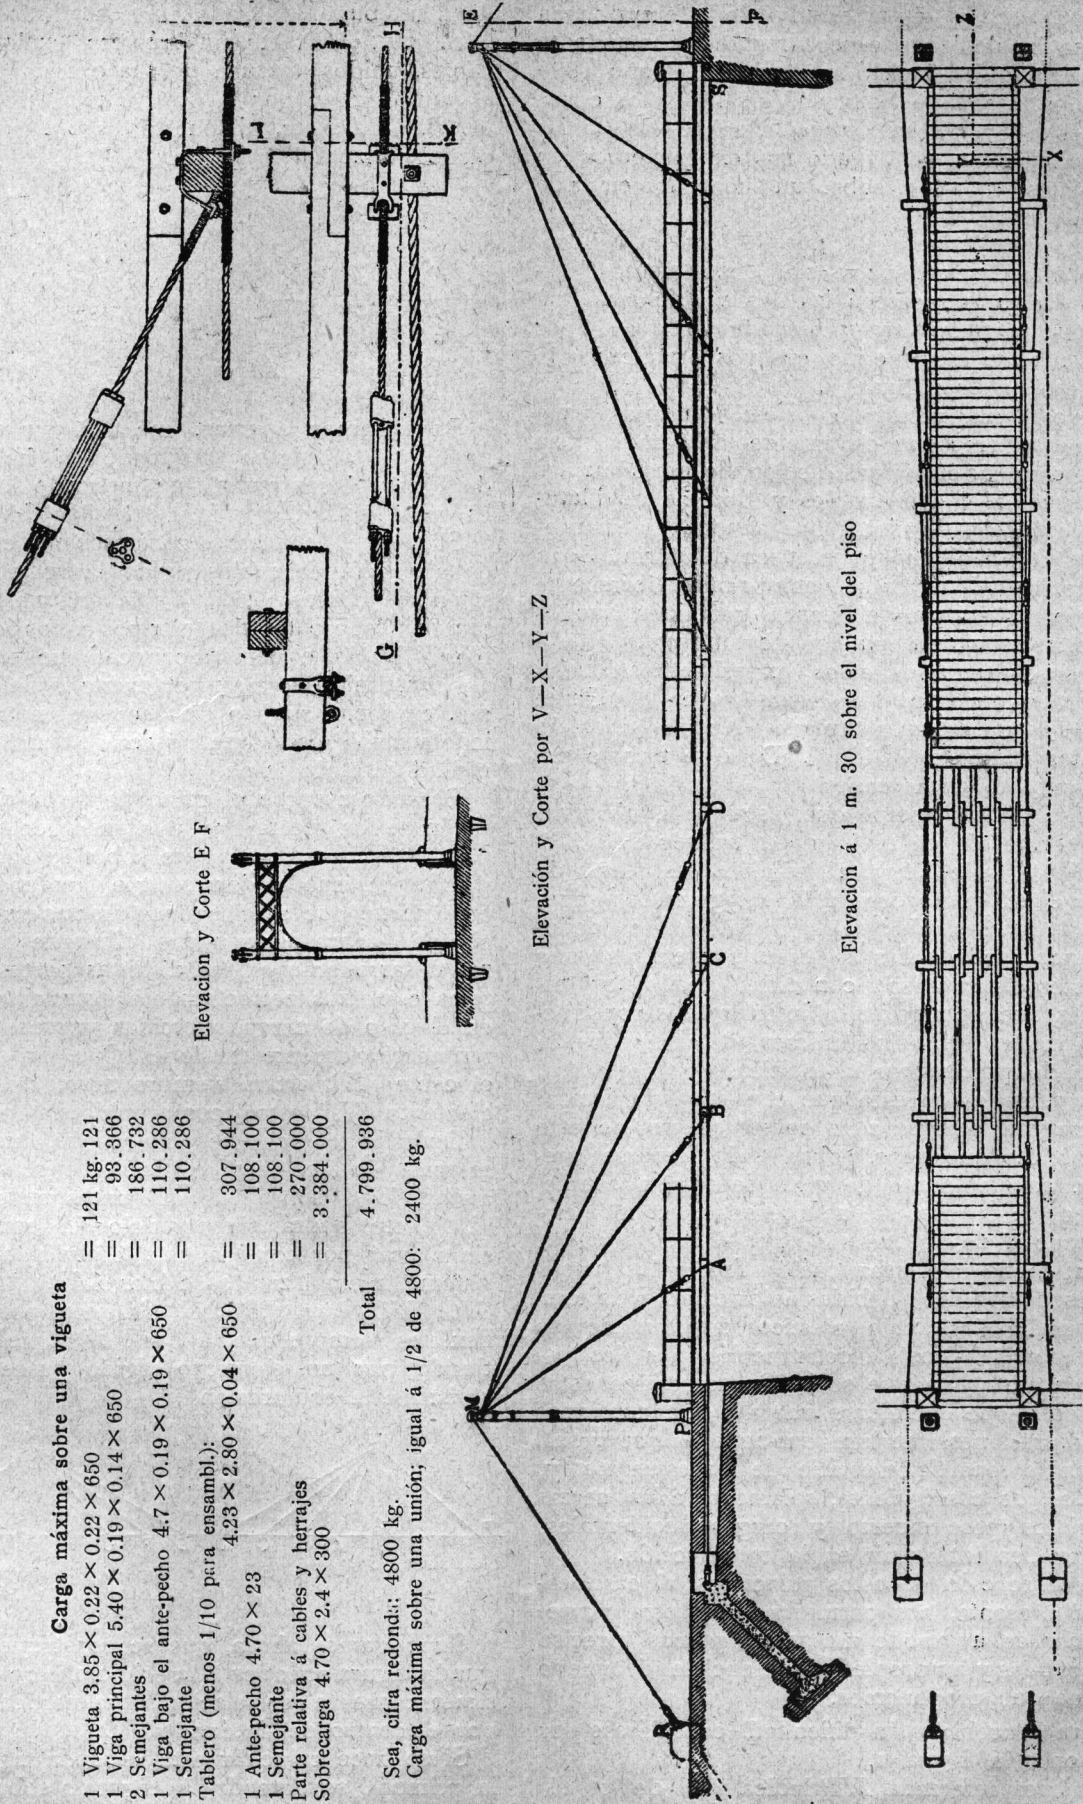 Carga máxima sobre una vigueta
1 Vigueta 3.85 × 0.22 × 0.22 × 650 = 121 kg. 121
1 Viga principal 5.40 × 0.19 × 0.14 × 650 = 93.366
2 Semejantes = 186.732
1 Viga bajo el ante-pecho 4.7 × 0.19 × 0.19 × 650 = 110.286
1 Semejante = 110.286
Tablero (menos 1/10 para ensambl.):
4.23 × 2.80 × 0.04 × 650 = 307.944
1 Ante-pecho 4.70 × 23 = 108.100
1 Semejante = 108.100
Parte relativa á cables y herrajes = 270.000
Sobrecarga 4.70 × 2.4 × 300 = 3.384.000
Total 4.799.936
Sea, cifra redonda: 4800 kg.
Carga máxima sobre una unión; igual á 1/2 de 4800: 2400 kg.
Elevacion y Corte E F
G
H
L
K
Elevación y Corte por V—X—Y—Z
M
E
P
A
B
C
D
S
F
Elevacion á 1 m. 30 sobre el nivel del piso
Y
Z
X